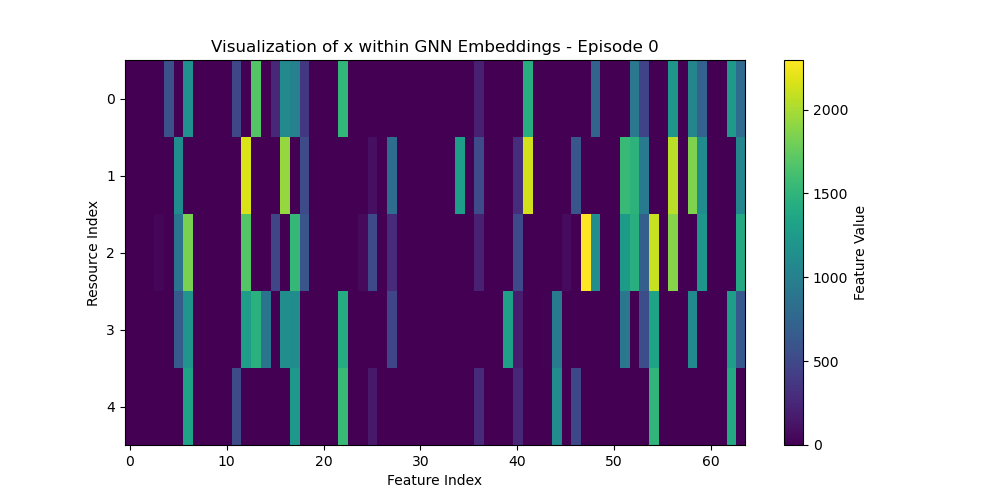 Visualization of x within GNN Embeddings - Episode 0
Resource Index
0
1
2
3
4
0 10 20 30 40 50 60
Feature Index
2000
1500
1000
500
0
Feature Value